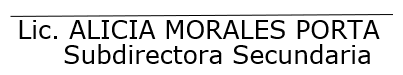 Lic. ALICIA MORALES PORTA
Subdirectora Secundaria